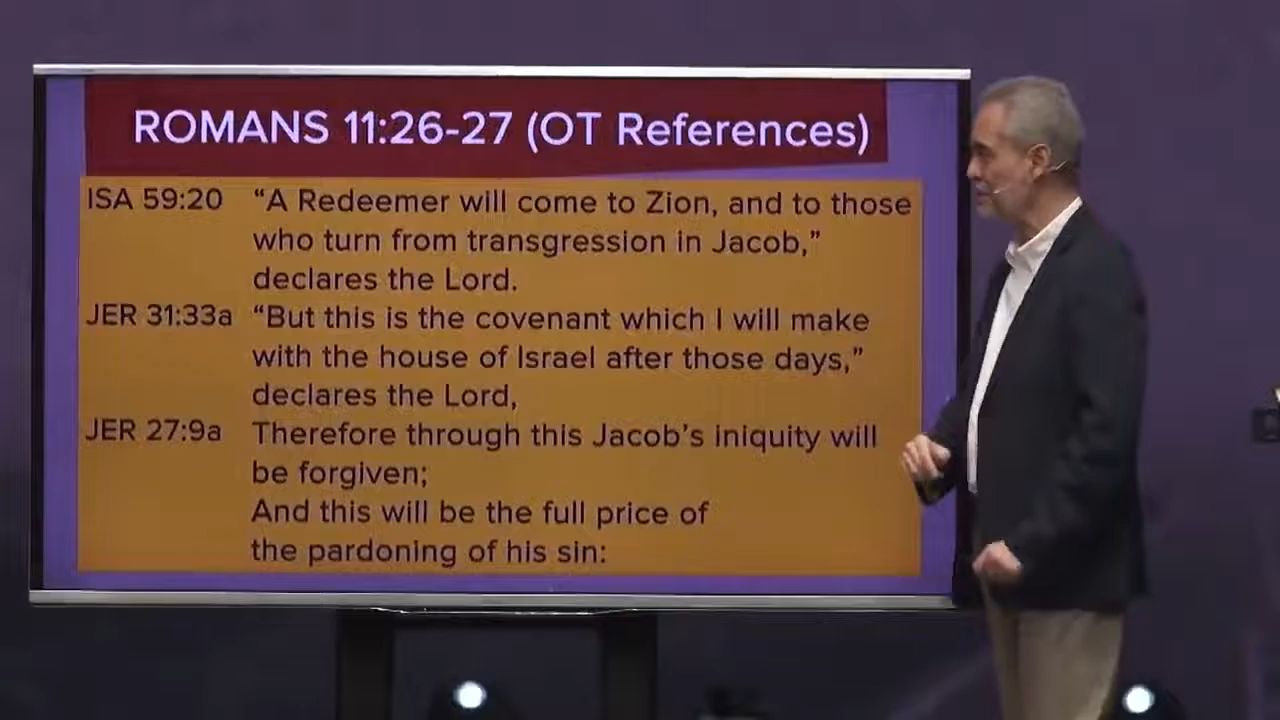 ROMANS 11:26-27 (OT References)
ISA 59:20 “A Redeemer will come to Zion, and to those
who turn from transgression in Jacob,”
declares the Lord.
JER 31:33a “But this is the covenant which I will make
with the house of Israel after those days,”
declares the Lord,
JER 27:9a Therefore through this Jacob’s iniquity will
be forgiven;
And this will be the full price of
the pardoning of his sin: